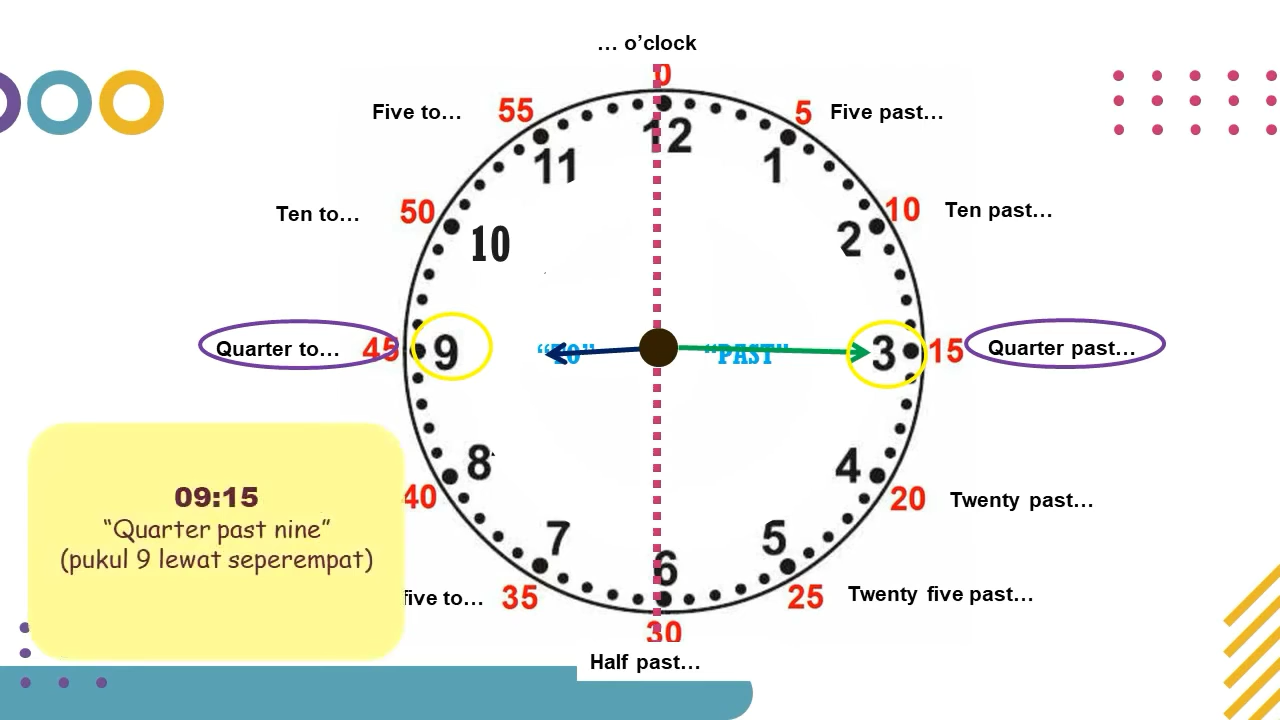 … o’clock
0
Five to… 55
5 Five past…
12
11
1
Ten to… 50
10 Ten past…
10
2
Quarter to… 45
9
“TO”
“PAST”
3
15 Quarter past…
8
4
40
20 Twenty past…
7
5
6
five to… 35
25 Twenty five past…
30
Half past…
09:15
“Quarter past nine”
(pukul 9 lewat seperempat)